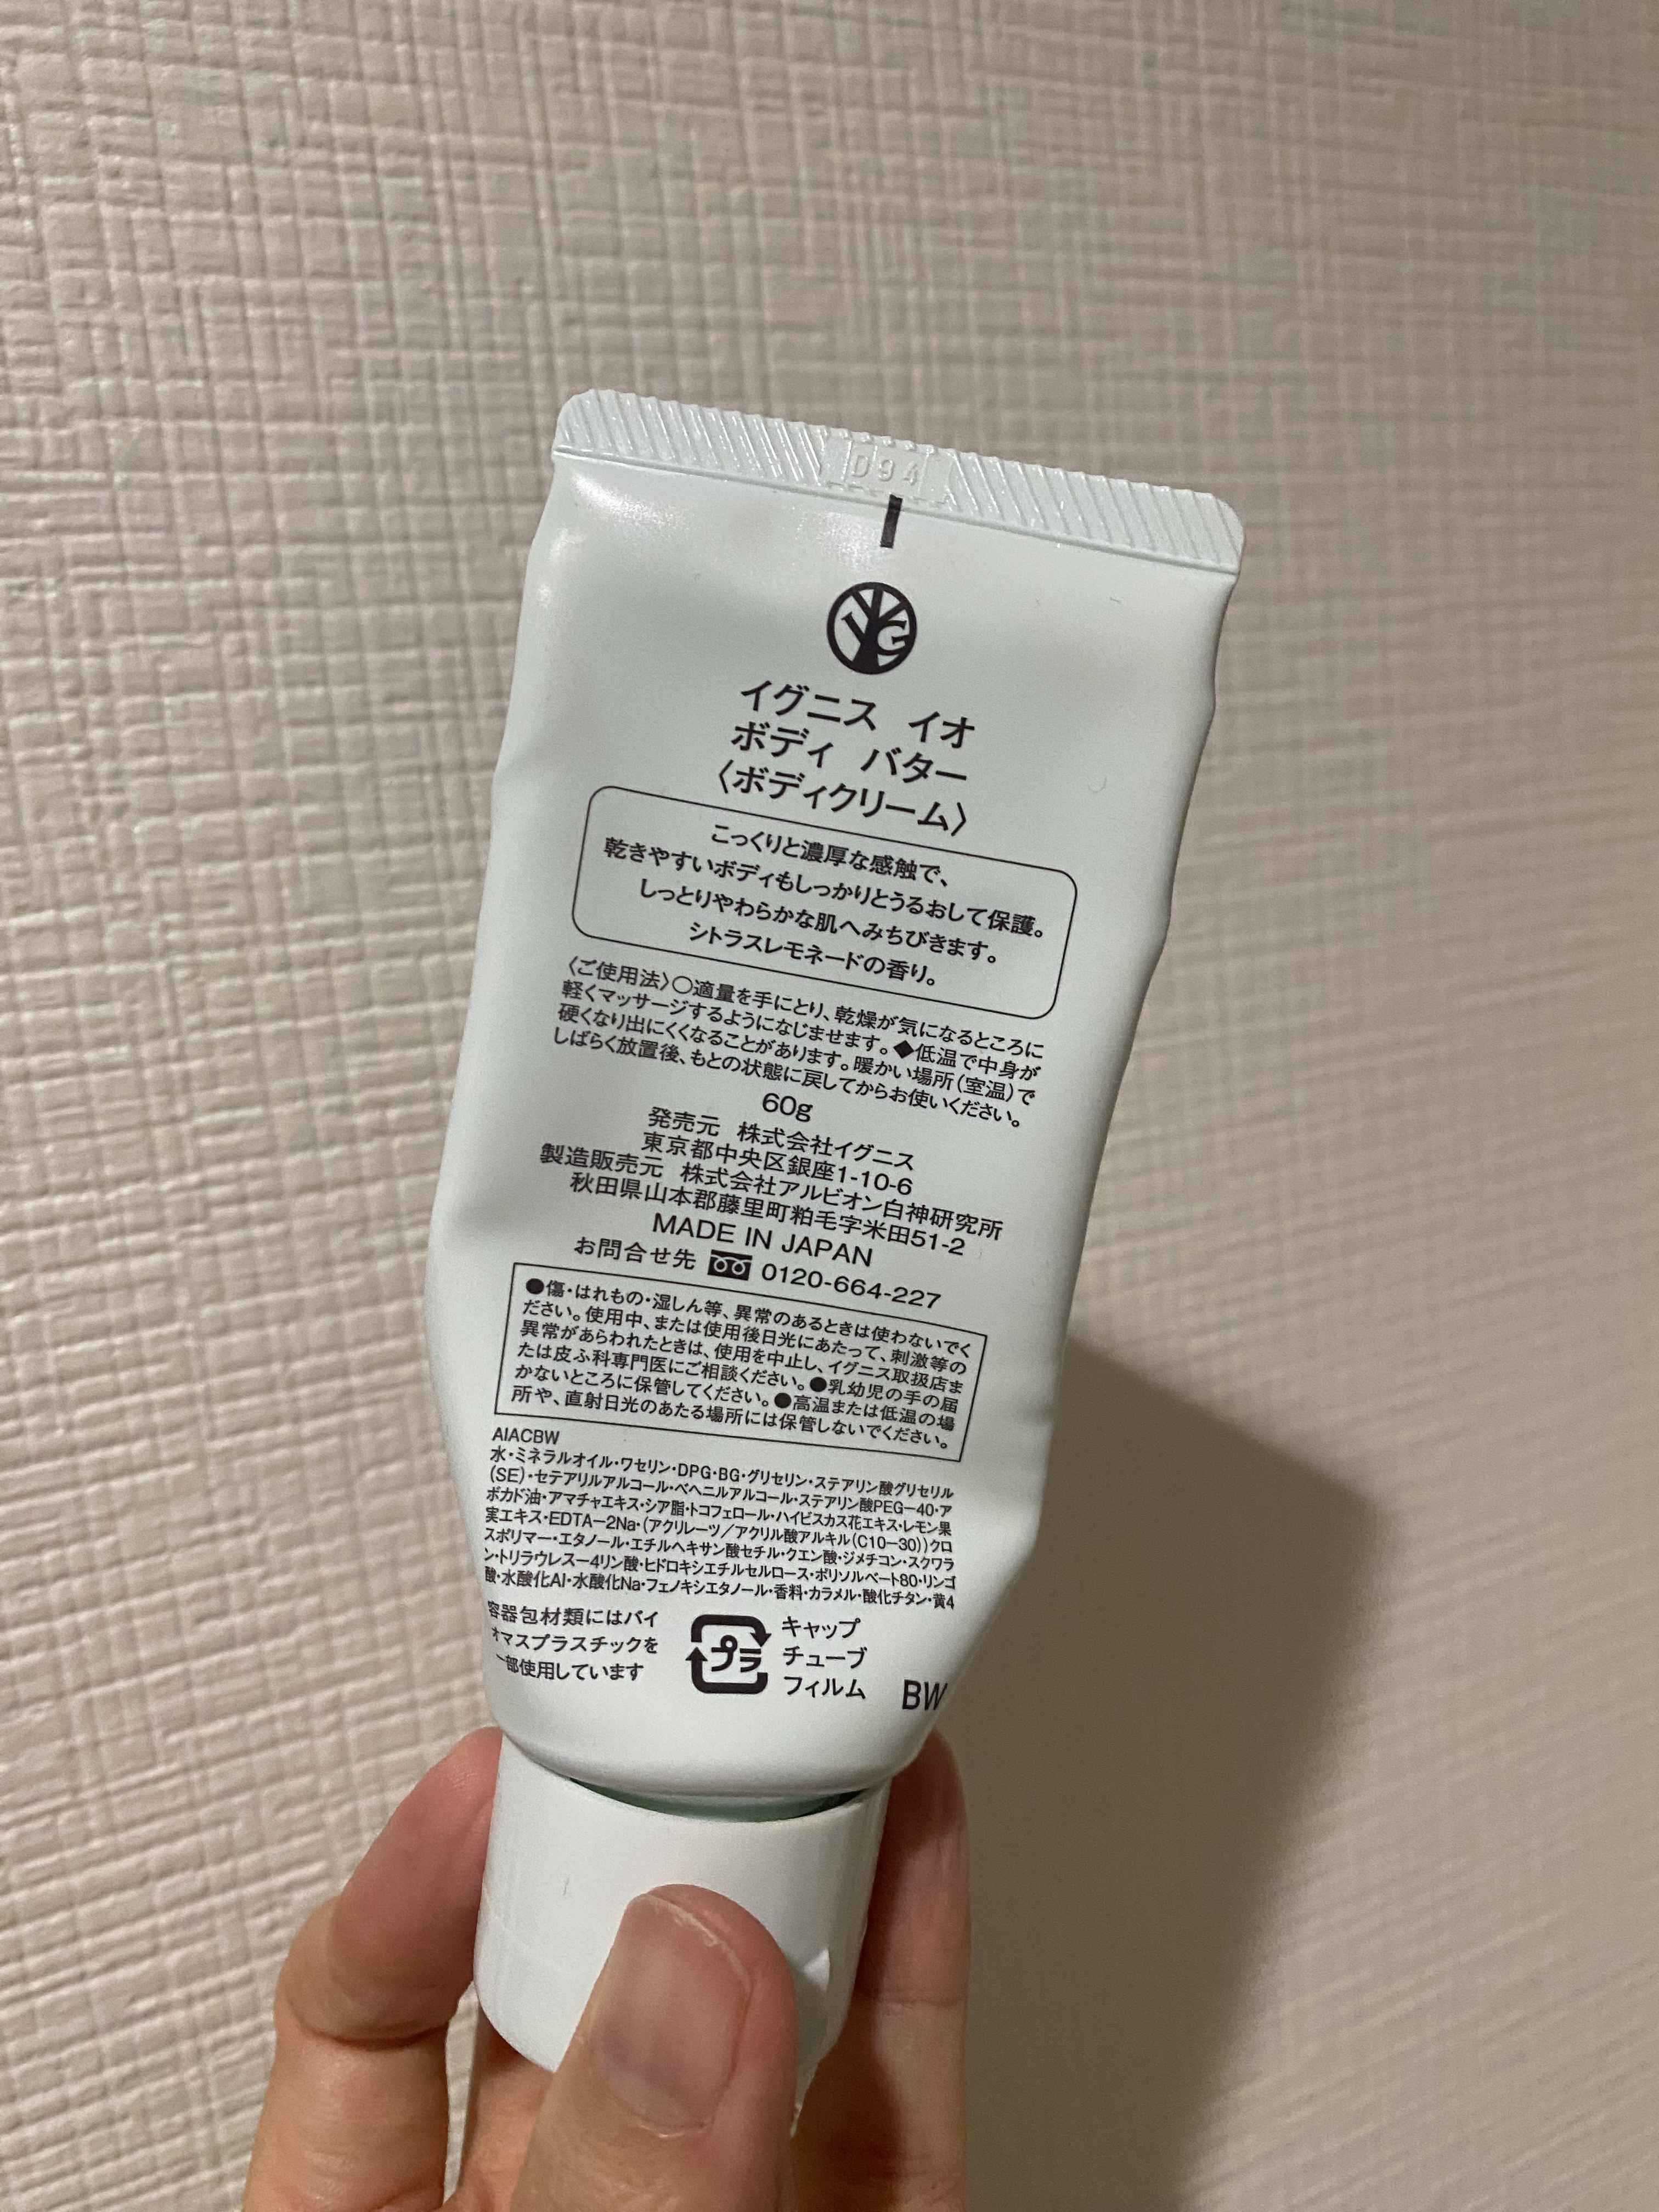 D94
IG
イグニス イオ
ボディ バター
〈ボディクリーム〉
こっくりと濃厚な感触で、
乾きやすいボディもしっかりとうるおして保護。
しっとりやわらかな肌へみちびきます。
シトラスレモネードの香り。
〈ご使用法〉○適量を手にとり、乾燥が気になるところに
軽くマッサージするようになじませます。◆低温で中身が
硬くなり出にくくなることがあります。暖かい場所(室温)で
しばらく放置後、もとの状態に戻してからお使いください。
60g
発売元 株式会社イグニス
東京都中央区銀座1-10-6
製造販売元 株式会社アルビオン白神研究所
秋田県山本郡藤里町粕毛字米田51-2
MADE IN JAPAN
お問合せ先 0120-664-227
●傷・はれもの・湿しん等、異常のあるときは使わないでく
ださい。使用中、または使用後日光にあたって、刺激等の
異常があらわれたときは、使用を中止し、イグニス取扱店ま
たは皮ふ科専門医にご相談ください。●乳幼児の手の届
かないところに保管してください。●高温または低温の場
所や、直射日光のあたる場所には保管しないでください。
AIACBW
水・ミネラルオイル・ワセリン・DPG・BG・グリセリン・ステアリン酸グリセリル
(SE)・セテアリルアルコール・ベヘニルアルコール・ステアリン酸PEG-40・ア
ボカド油・アマチャエキス・シア脂・トコフェロール・ハイビスカス花エキス・レモン果
実エキス・EDTA-2Na・(アクリレーツ/アクリル酸アルキル(C10-30))クロ
スポリマー・エタノール・エチルヘキサン酸セチル・クエン酸・ジメチコン・スクワラ
ン・トリラウレス-4リン酸・ヒドロキシエチルセルロース・ポリソルベート80・リンゴ
酸・水酸化Al・水酸化Na・フェノキシエタノール・香料・カラメル・酸化チタン・黄4
容器包材類にはバイ
オマスプラスチックを
一部使用しています
プラ
キャップ
チューブ
フィルム
BW